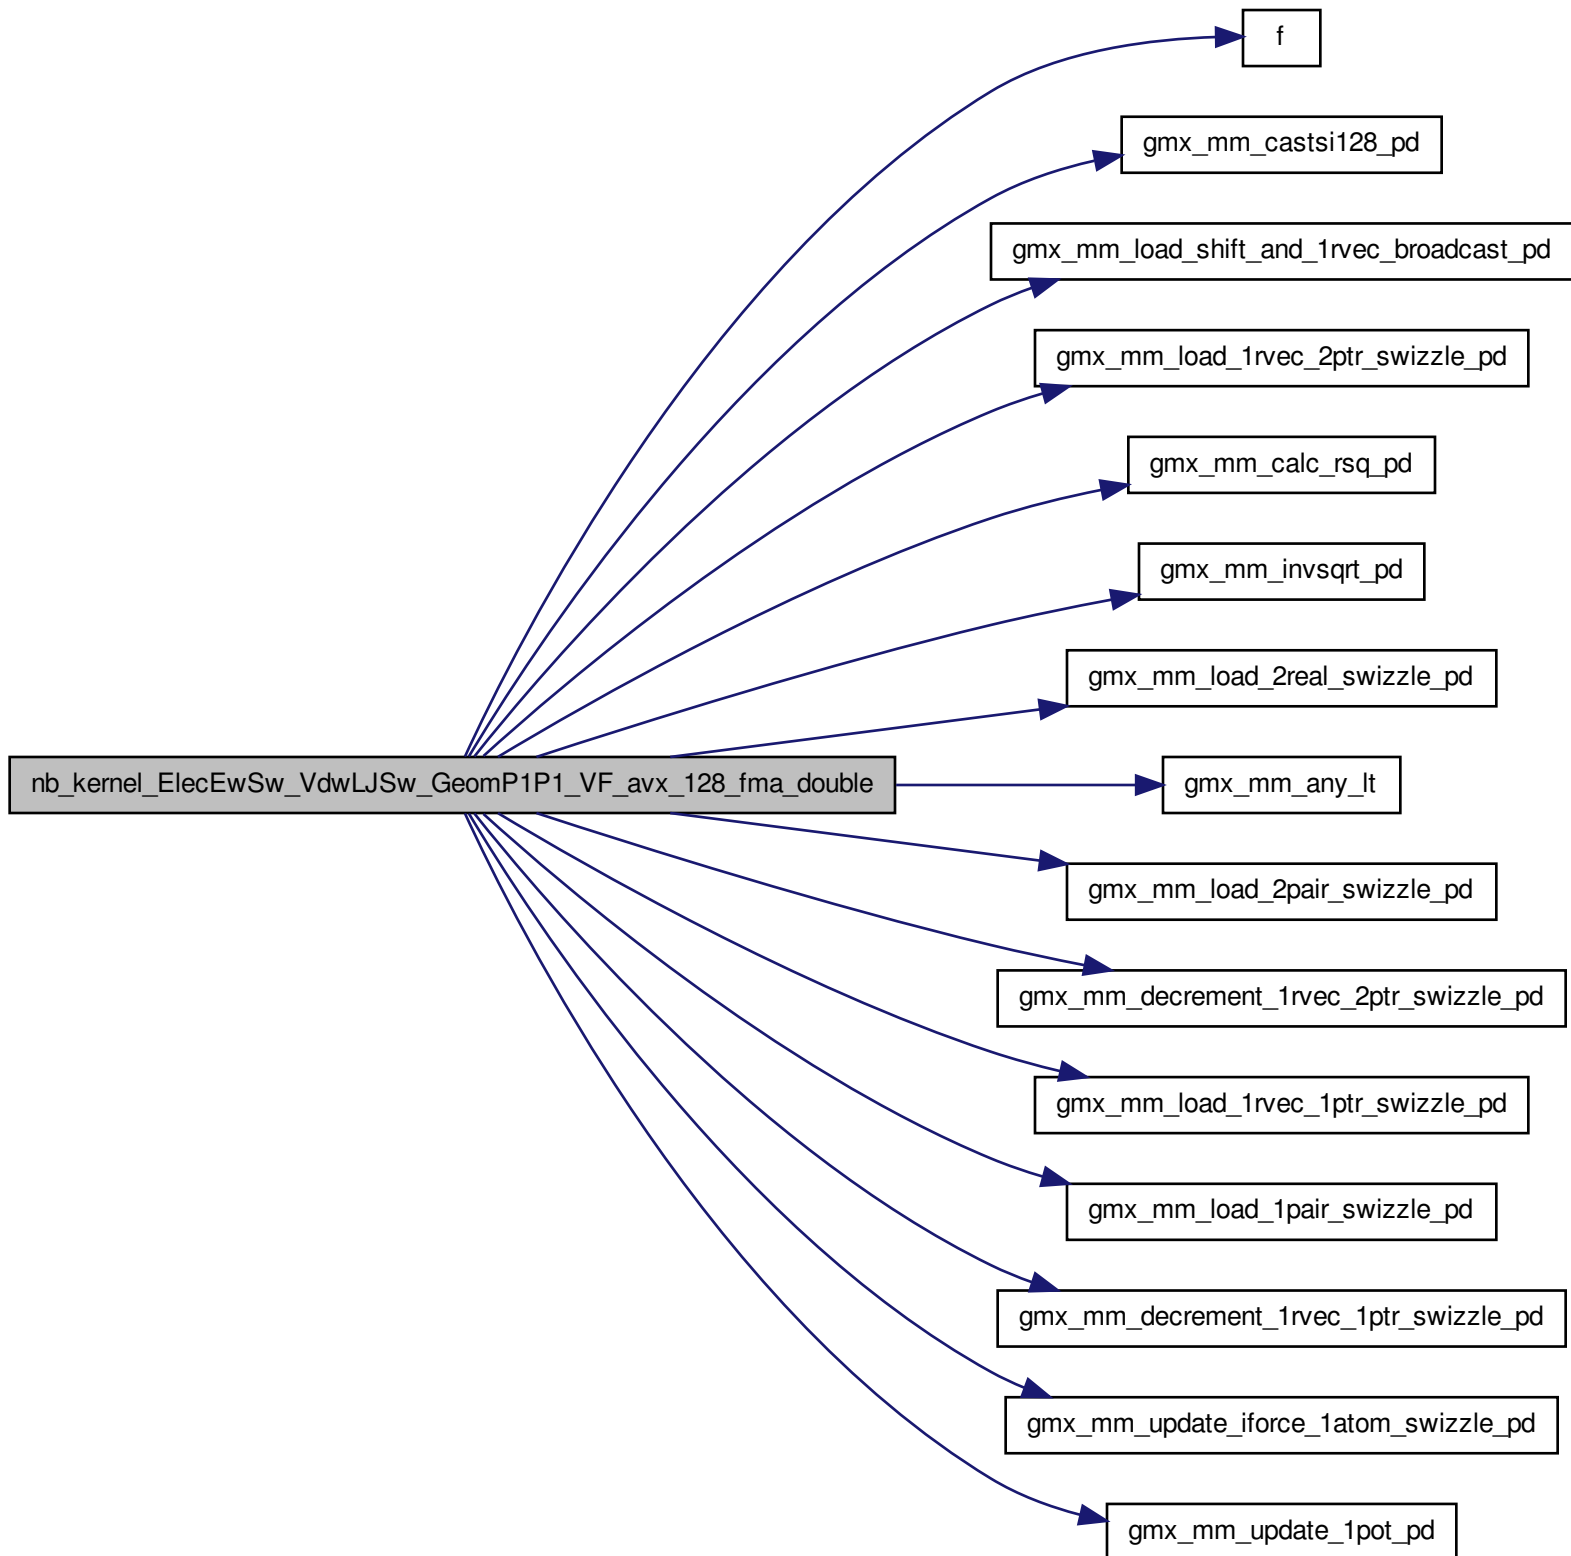 f
gmx_mm_castsi128_pd
gmx_mm_load_shift_and_1rvec_broadcast_pd
gmx_mm_load_1rvec_2ptr_swizzle_pd
gmx_mm_calc_rsq_pd
gmx_mm_invsqrt_pd
gmx_mm_load_2real_swizzle_pd
nb_kernel_ElecEwSw_VdwLJSw_GeomP1P1_VF_avx_128_fma_double
gmx_mm_any_lt
gmx_mm_load_2pair_swizzle_pd
gmx_mm_decrement_1rvec_2ptr_swizzle_pd
gmx_mm_load_1rvec_1ptr_swizzle_pd
gmx_mm_load_1pair_swizzle_pd
gmx_mm_decrement_1rvec_1ptr_swizzle_pd
gmx_mm_update_iforce_1atom_swizzle_pd
gmx_mm_update_1pot_pd